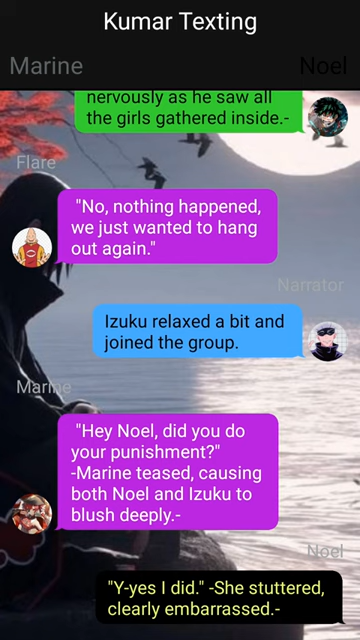 Kumar Texting
Marine
Noel
nervously as he saw all
the girls gathered inside.-
Flare
"No, nothing happened,
we just wanted to hang
out again."
Narrator
Izuku relaxed a bit and
joined the group.
Marine
"Hey Noel, did you do
your punishment?"
-Marine teased, causing
both Noel and Izuku to
blush deeply.-
Noel
"Y-yes I did." -She stuttered,
clearly embarrassed.-